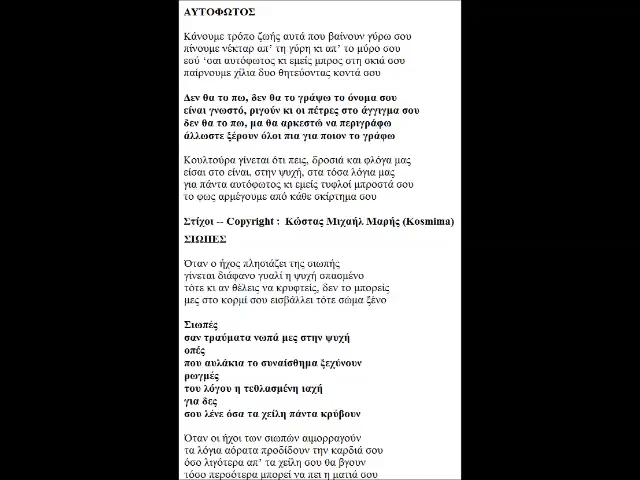 ΑΥΤΟΦΩΤΟΣ
Κάνουμε τρόπο ζωής αυτά που βαίνουν γύρω σου
πίνουμε νέκταρ απ’ τη γύρη κι απ’ το μύρο σου
εσύ ‘σαι αυτόφωτος κι εμείς μπρος στη σκιά σου
παίρνουμε χίλια δυο θητεύοντας κοντά σου
Δεν θα το πω, δεν θα το γράψω το όνομα σου
είναι γνωστό, ριγούν κι οι πέτρες στο άγγιγμα σου
δεν θα το πω, μα θα αρκεστώ να περιγράφω
άλλωστε ξέρουν όλοι πια για ποιον το γράφω
Κουλτούρα γίνεται ότι πεις, δροσιά και φλόγα μας
είσαι στο είναι, στην ψυχή, στα τόσα λόγια μας
για πάντα αυτόφωτος κι εμείς τυφλοί μπροστά σου
το φως αρμέγουμε από κάθε σκίρτημα σου
Στίχοι -- Copyright : Κώστας Μιχαήλ Μαρής (Kosmima)
ΣΙΩΠΕΣ
Όταν ο ήχος πλησιάζει της σιωπής
γίνεται διάφανο γυαλί η ψυχή σπασμένο
τότε κι αν θέλεις να κρυφτείς, δεν το μπορείς
μες στο κορμί σου εισβάλλει τότε σώμα ξένο
Σιωπές
σαν τραύματα νωπά μες στην ψυχή
οπές
που αυλάκια το συναίσθημα ξεχύνουν
ρωγμές
του λόγου η τεθλασμένη ιαχή
για δες
σου λένε όσα τα χείλη πάντα κρύβουν
Όταν οι ήχοι των σιωπών αιμορραγούν
τα λόγια αόρατα προδίδουν την καρδιά σου
όσο λιγότερα απ’ τα χείλη σου θα βγουν
τόσο περσότερα μπορεί να πει η ματιά σου